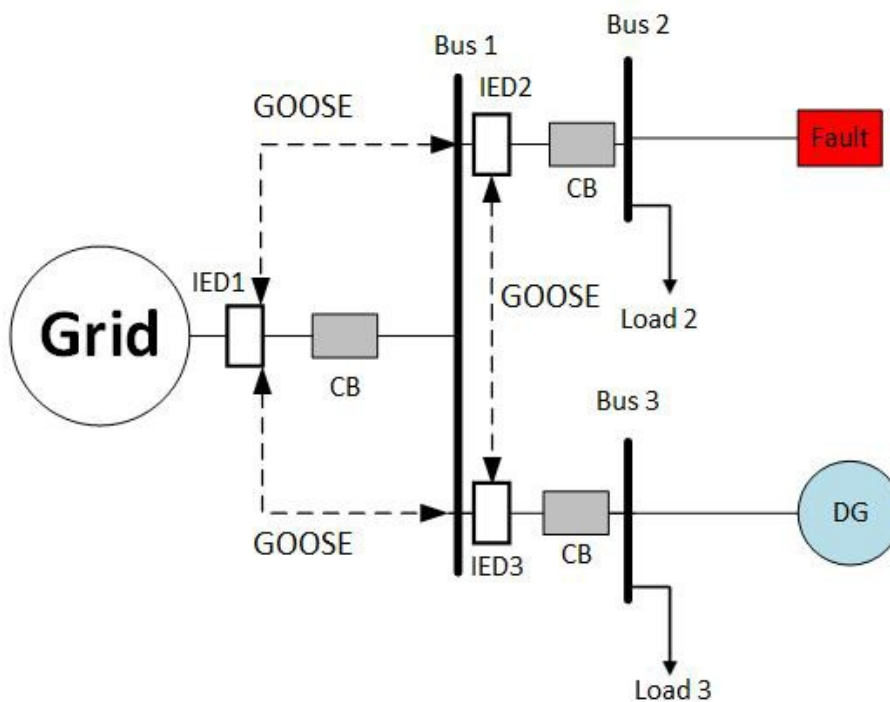 Bus 2
Bus 1
IED2
GOOSE
Fault
CB
IED1
GOOSE
Load 2
Grid
CB
Bus 3
DG
GOOSE
IED3
CB
Load 3